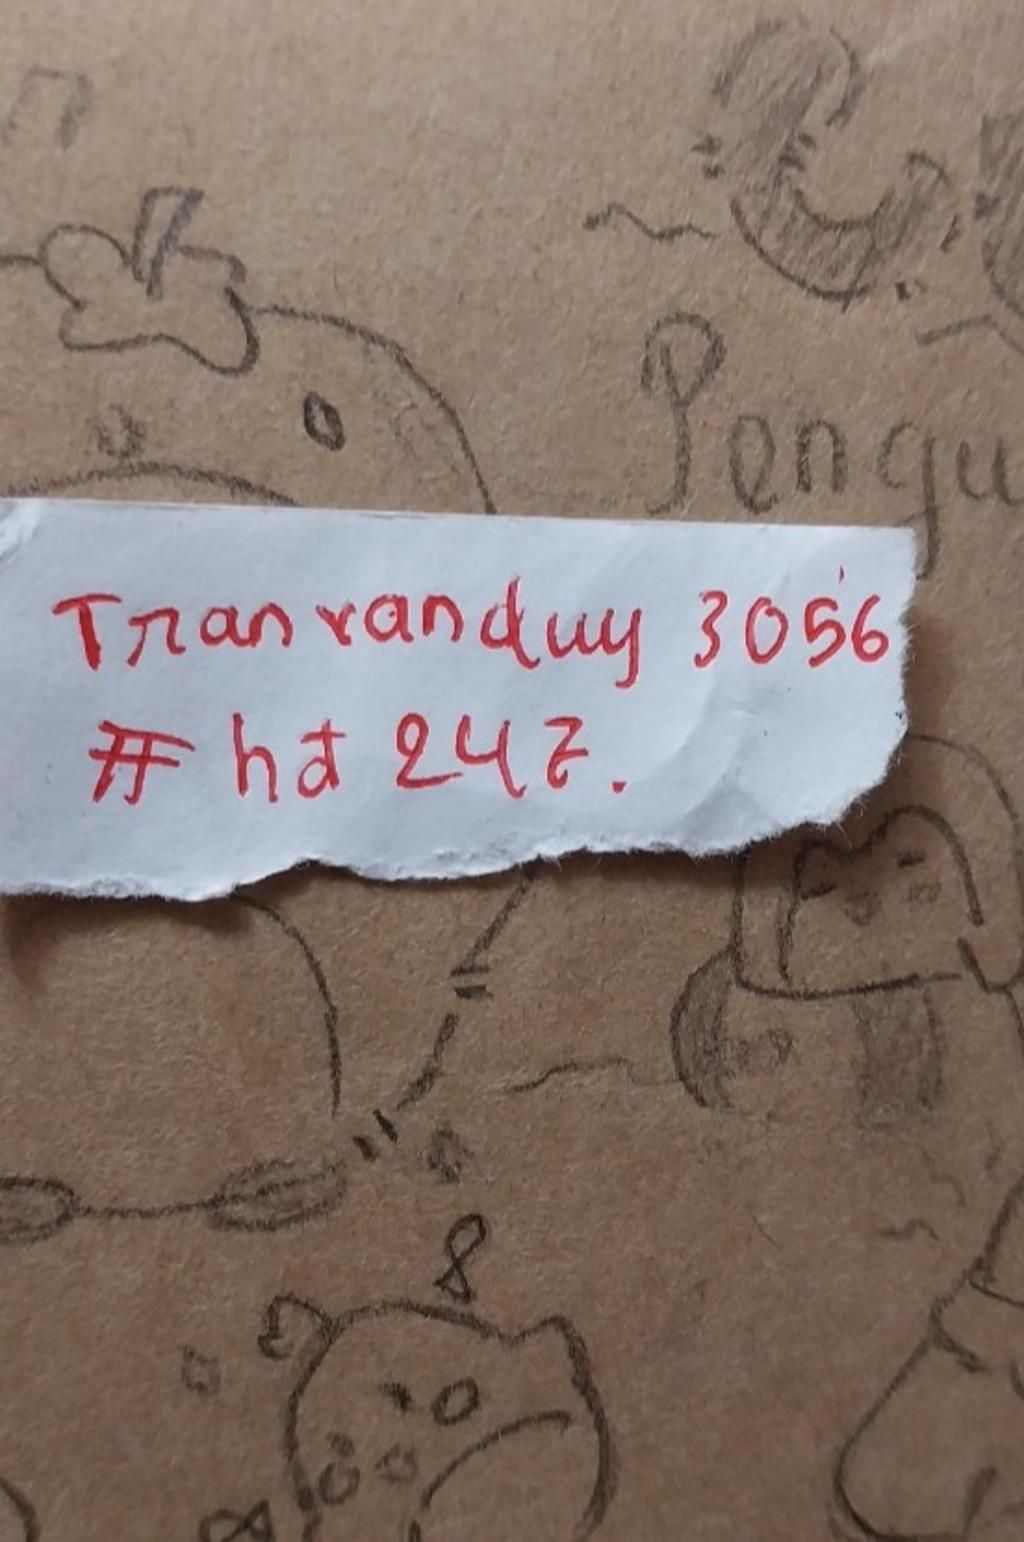 Pengu
Tranvanduy 3056
# hd 247.